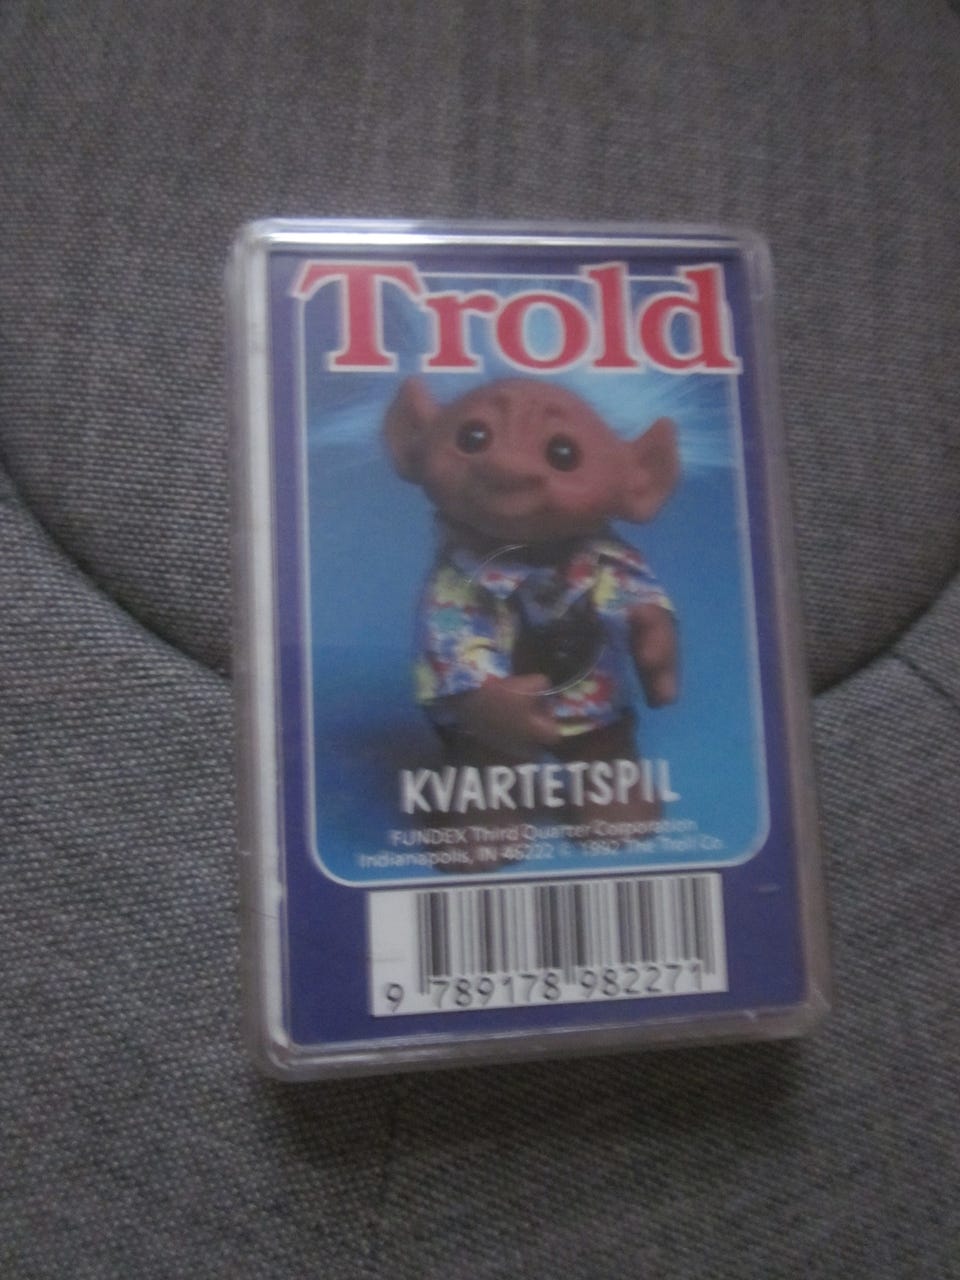 Trold
KVARTETSPIL
FUNDEX Third Quarter Corporation
Indianapolis, IN 46222 © 1992 The Troll Co.
9 789178 982271